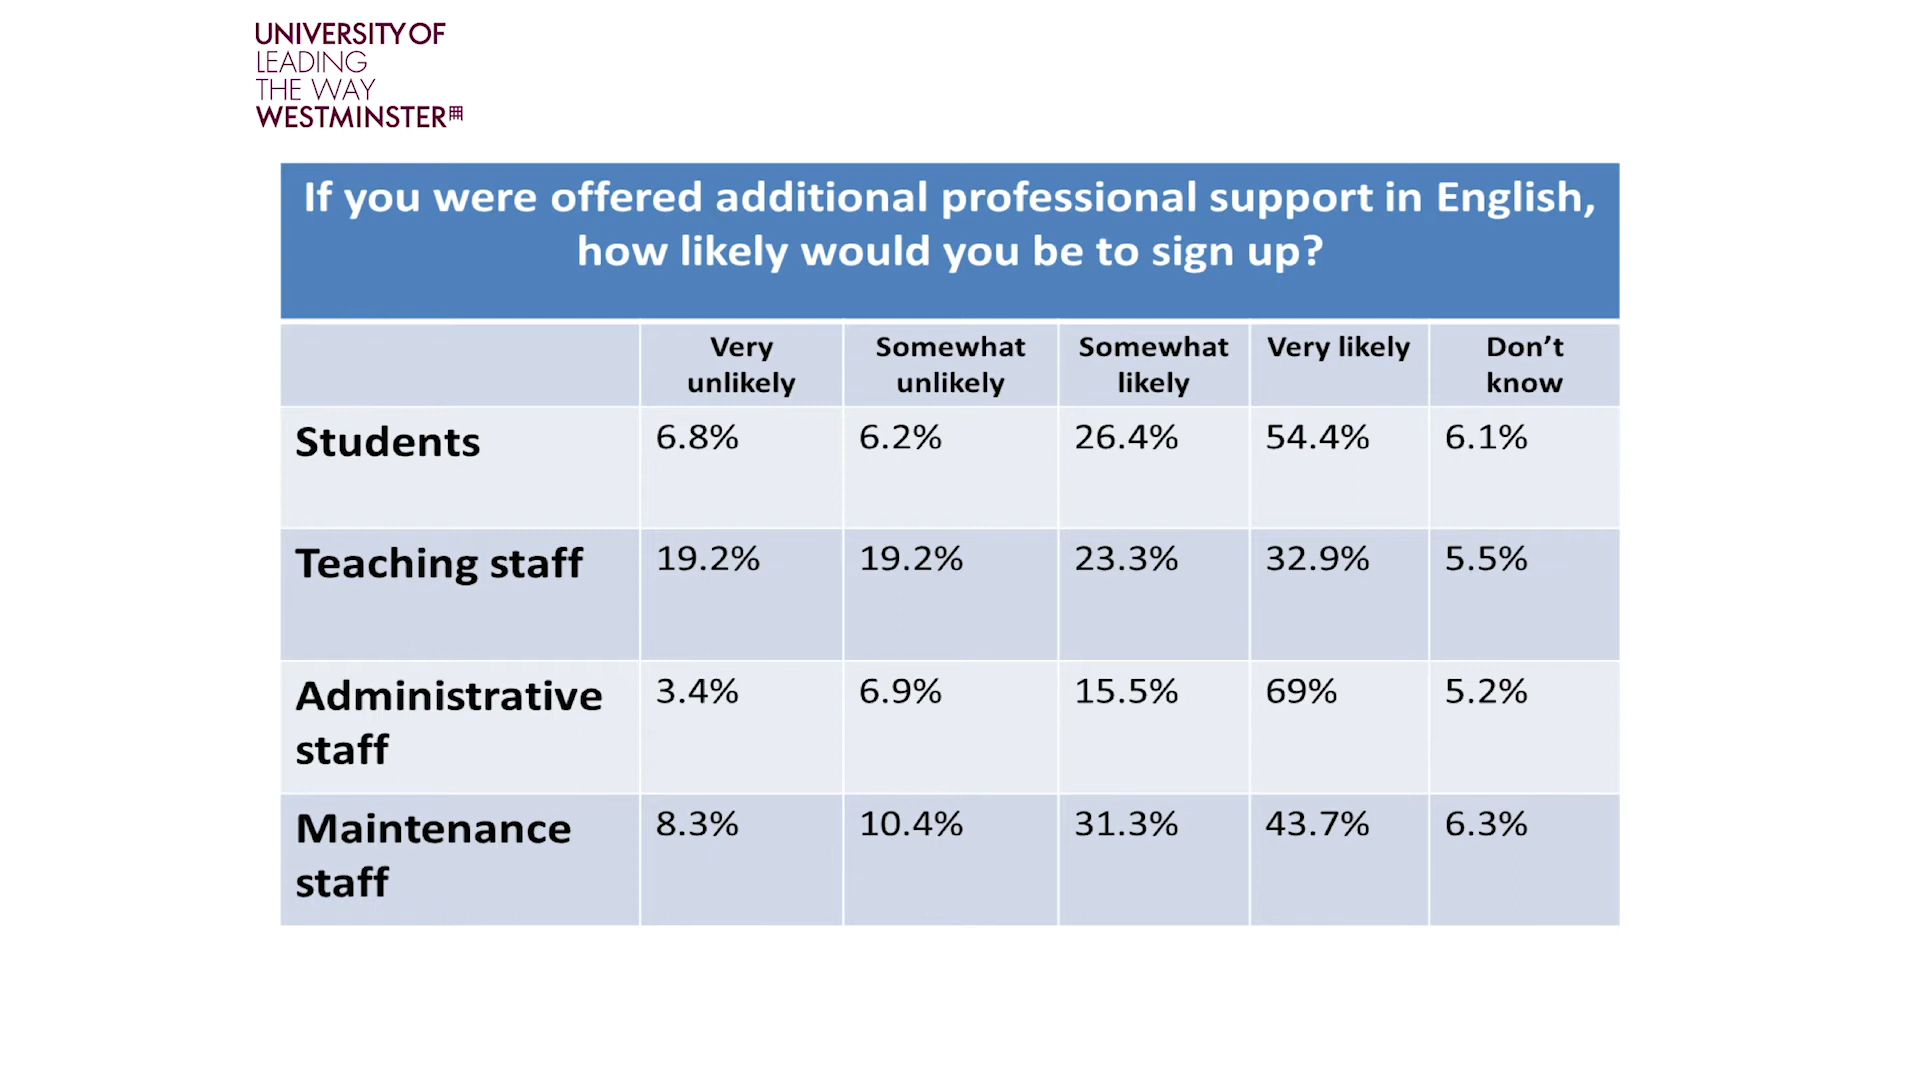 UNIVERSITY OF
LEADING
THE WAY
WESTMINSTER
If you were offered additional professional support in English,
how likely would you be to sign up?
Very unlikely
Somewhat unlikely
Somewhat likely
Very likely
Don’t know
Students 6.8% 6.2% 26.4% 54.4% 6.1%
Teaching staff 19.2% 19.2% 23.3% 32.9% 5.5%
Administrative staff 3.4% 6.9% 15.5% 69% 5.2%
Maintenance staff 8.3% 10.4% 31.3% 43.7% 6.3%